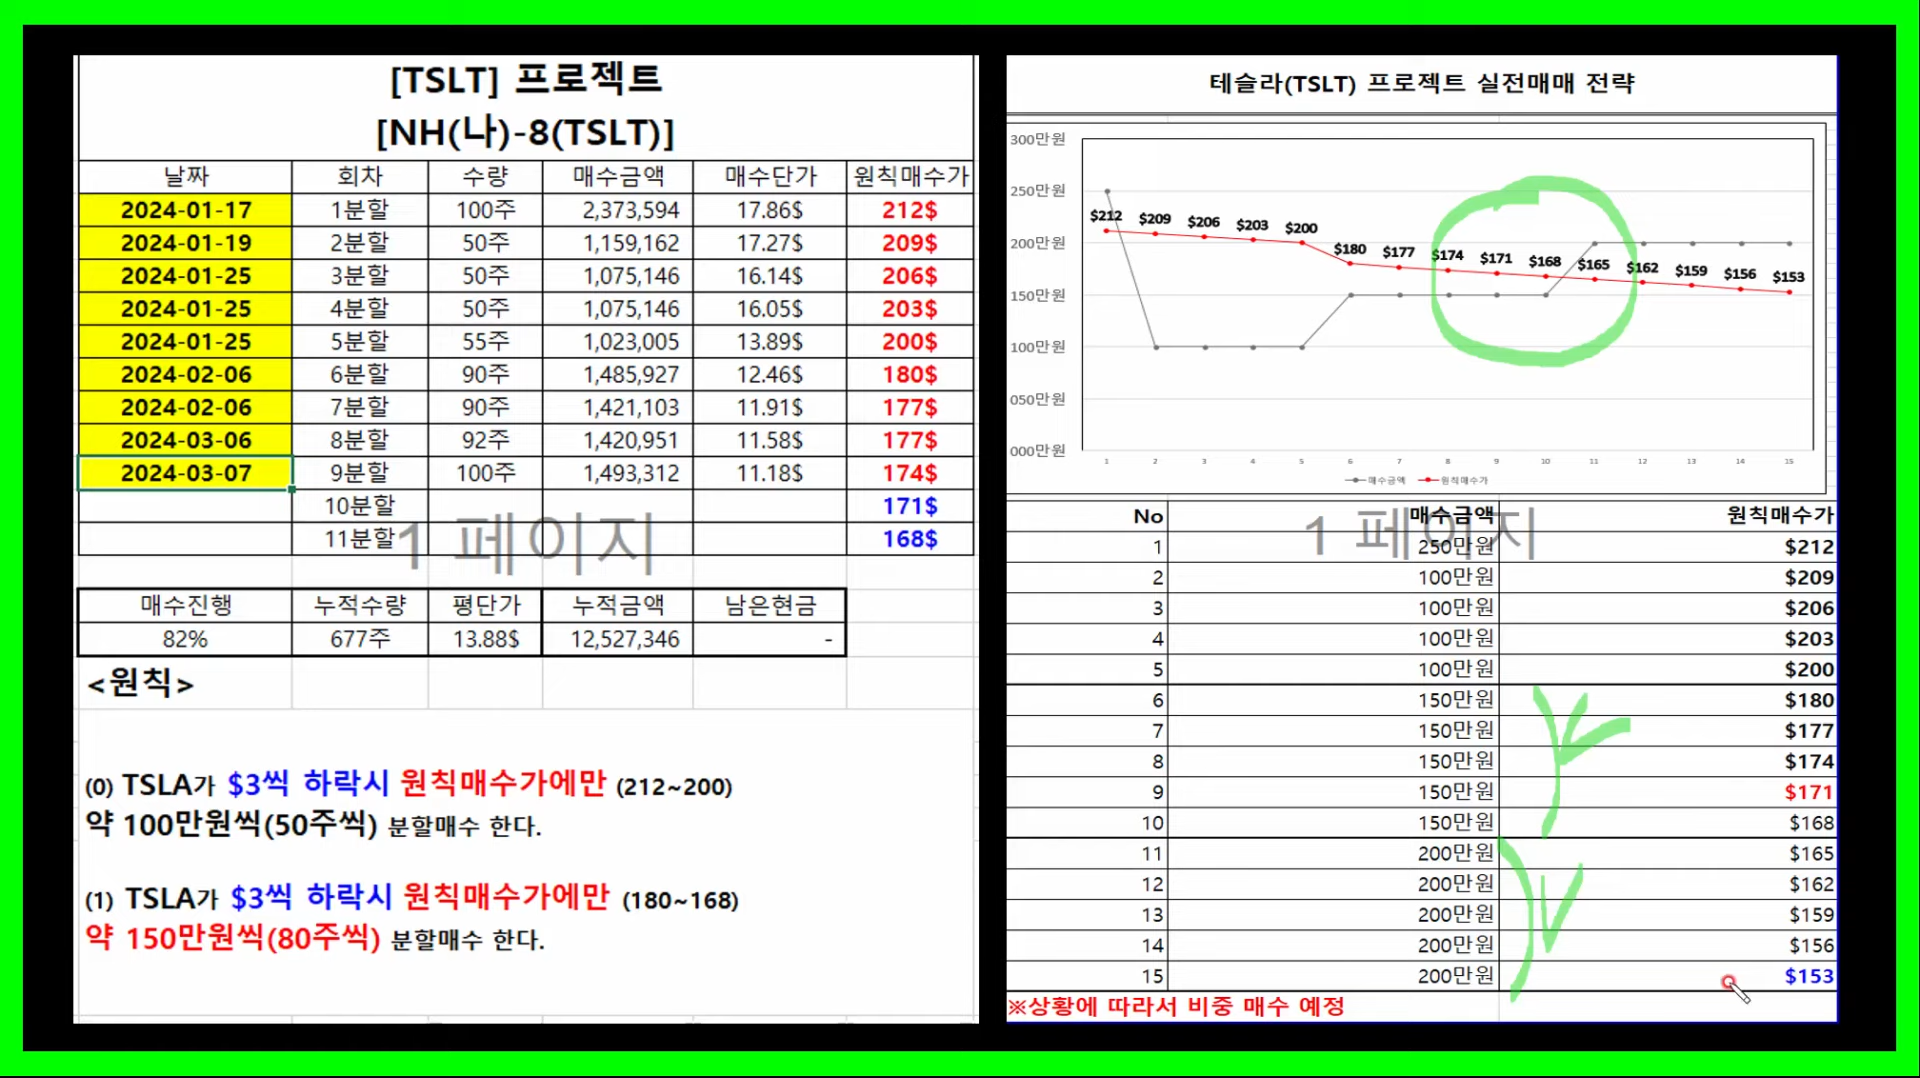 [TSLT] 프로젝트
[NH(나)-8(TSLT)]
날짜 회차 수량 매수금액 매수단가 원칙매수가
2024-01-17 1분할 100주 2,373,594 17.86$ 212$
2024-01-19 2분할 50주 1,159,162 17.27$ 209$
2024-01-25 3분할 50주 1,075,146 16.14$ 206$
2024-01-25 4분할 50주 1,075,146 16.05$ 203$
2024-01-25 5분할 55주 1,023,005 13.89$ 200$
2024-02-06 6분할 90주 1,485,927 12.46$ 180$
2024-02-06 7분할 90주 1,421,103 11.91$ 177$
2024-03-06 8분할 92주 1,420,951 11.58$ 177$
2024-03-07 9분할 100주 1,493,312 11.18$ 174$
10분할 171$
11분할 168$
1 페이지
매수진행 누적수량 평단가 누적금액 남은현금
82% 677주 13.88$ 12,527,346 -
<원칙>
(0) TSLA가 $3씩 하락시 원칙매수가에만 (212~200)
약 100만원씩(50주씩) 분할매수 한다.
(1) TSLA가 $3씩 하락시 원칙매수가에만 (180~168)
약 150만원씩(80주씩) 분할매수 한다.
테슬라(TSLT) 프로젝트 실전매매 전략
300만원
250만원
200만원
150만원
100만원
050만원
000만원
$212 $209 $206 $203 $200 $180 $177 $174 $171 $168 $165 $162 $159 $156 $153
1 2 3 4 5 6 7 8 9 10 11 12 13 14 15
매수금액 원칙매수가
No 매수금액 원칙매수가
1 페이지
1 250만원 $212
2 100만원 $209
3 100만원 $206
4 100만원 $203
5 100만원 $200
6 150만원 $180
7 150만원 $177
8 150만원 $174
9 150만원 $171
10 150만원 $168
11 200만원 $165
12 200만원 $162
13 200만원 $159
14 200만원 $156
15 200만원 $153
※상황에 따라서 비중 매수 예정